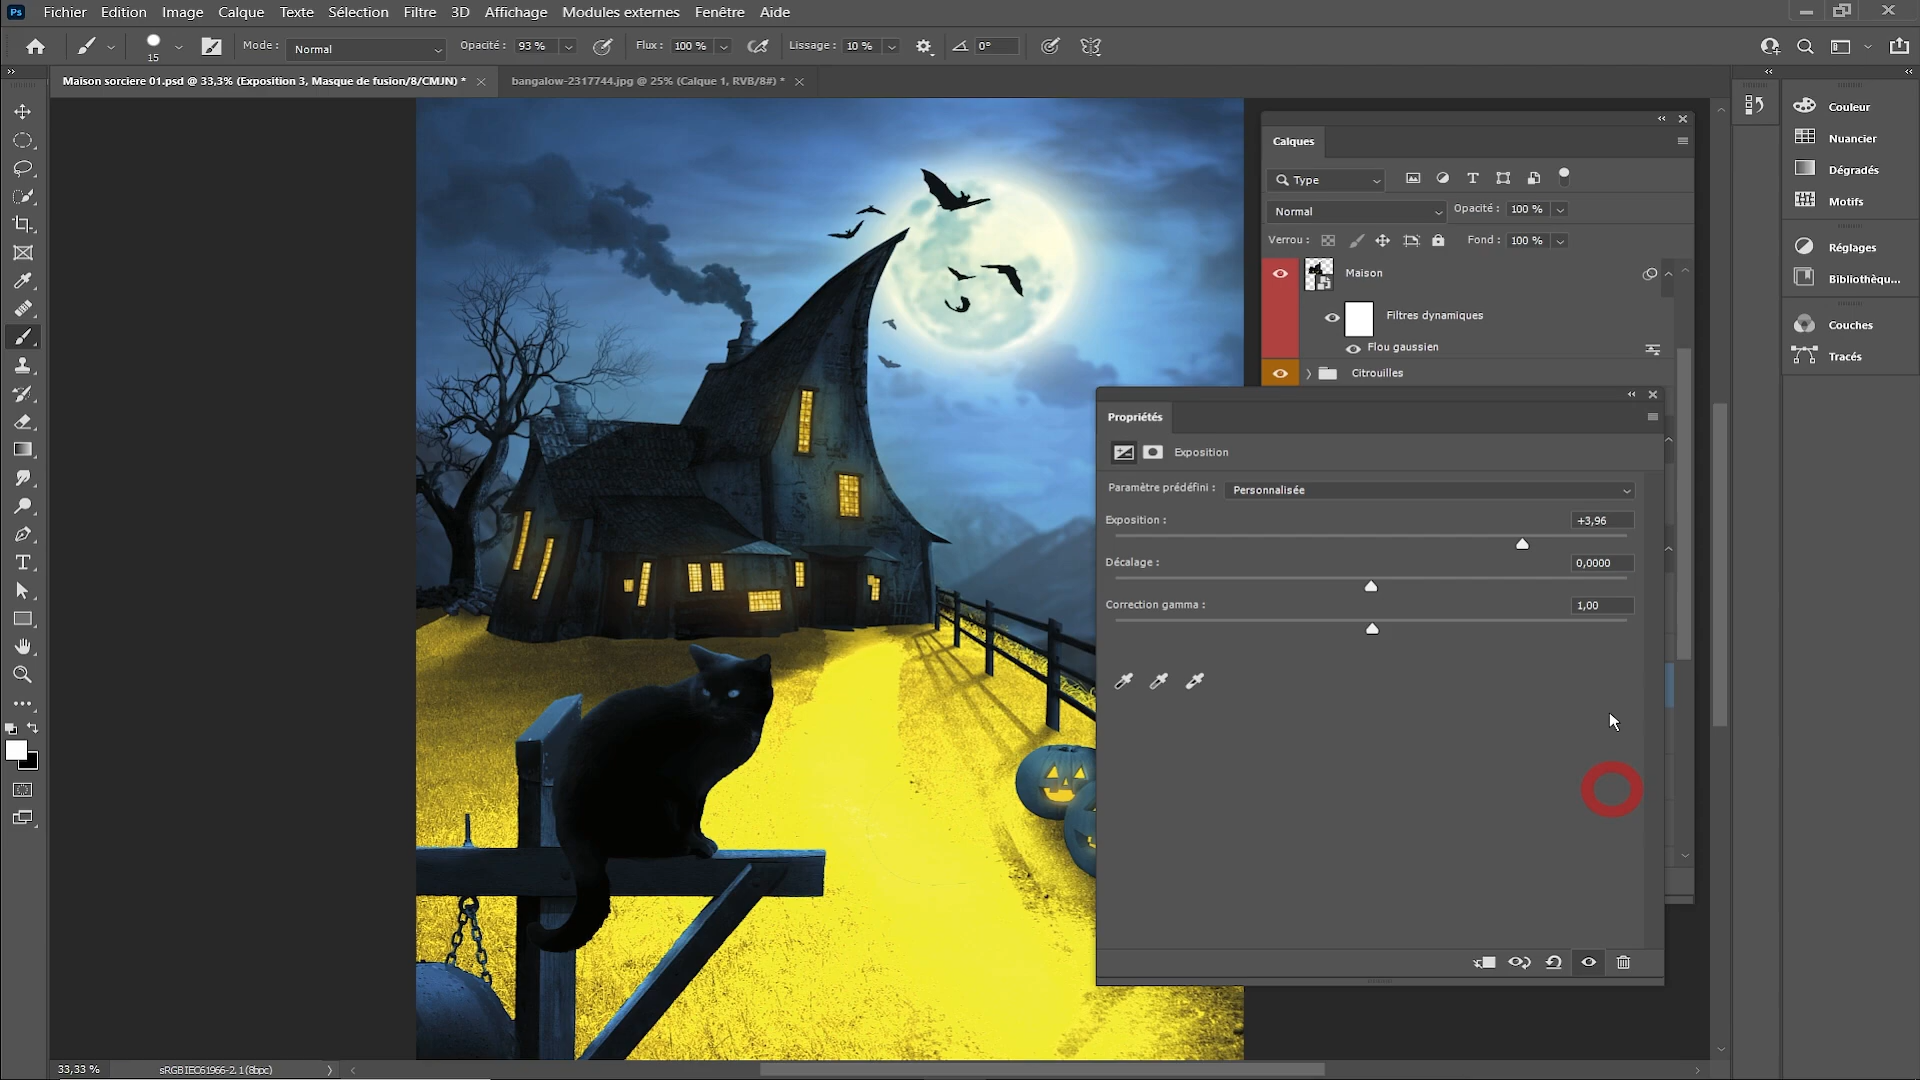 Ps Fichier Edition Image Calque Texte Sélection Filtre 3D Affichage Modules externes Fenêtre Aide
15 Mode : Normal Opacité : 93 % Flux : 100 % Lissage : 10 % 0°
Maison sorciere 01.psd @ 33,3% (Exposition 3, Masque de fusion/8/CMJN) * bangalow-2317744.jpg @ 25% (Calque 1, RVB/8#) *
Calques
Type
Normal Opacité : 100 %
Verrou : Fond : 100 %
Maison
Filtres dynamiques
Flou gaussien
Citrouilles
Propriétés
Exposition
Paramètre prédéfini : Personnalisée
Exposition : +3,96
Décalage : 0,0000
Correction gamma : 1,00
Couleur
Nuancier
Dégradés
Motifs
Réglages
Bibliothèqu...
Couches
Tracés
33,33 % sRGB IEC61966-2.1 (8bpc)